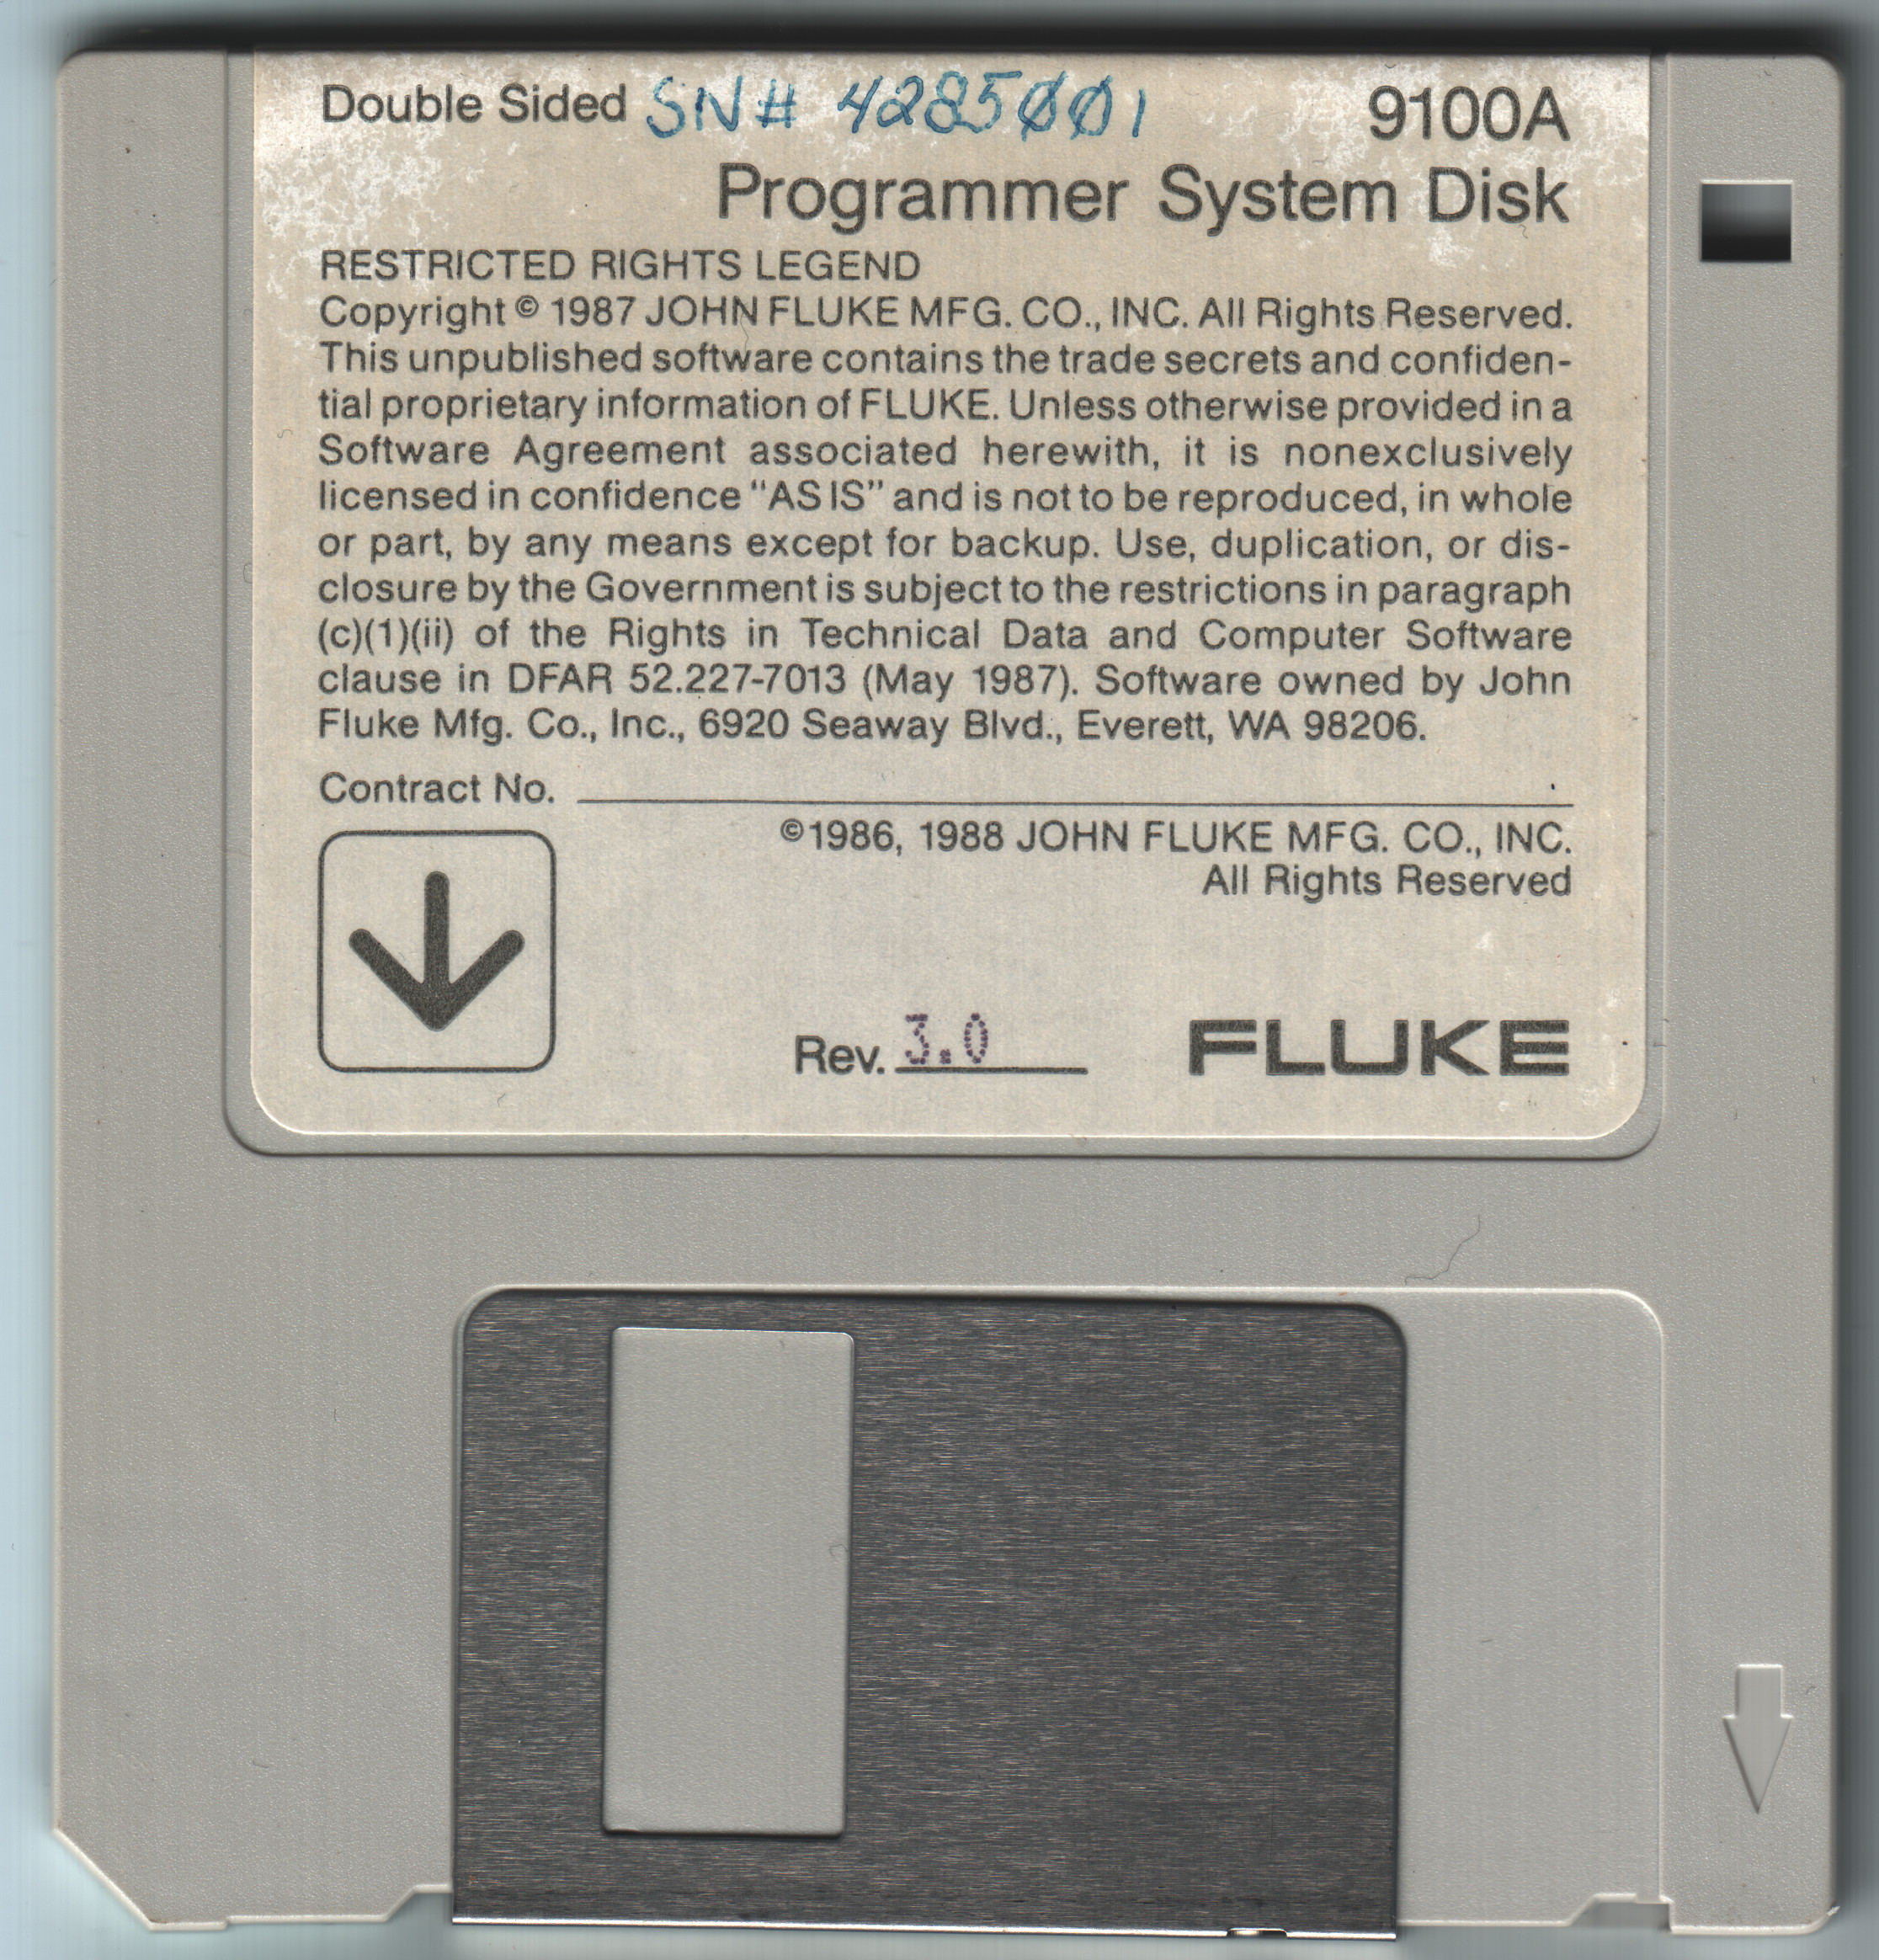 Double Sided SN# 4285ØØ1 9100A
Programmer System Disk
RESTRICTED RIGHTS LEGEND
Copyright © 1987 JOHN FLUKE MFG. CO., INC. All Rights Reserved.
This unpublished software contains the trade secrets and confiden-
tial proprietary information of FLUKE. Unless otherwise provided in a
Software Agreement associated herewith, it is nonexclusively
licensed in confidence “AS IS” and is not to be reproduced, in whole
or part, by any means except for backup. Use, duplication, or dis-
closure by the Government is subject to the restrictions in paragraph
(c)(1)(ii) of the Rights in Technical Data and Computer Software
clause in DFAR 52.227-7013 (May 1987). Software owned by John
Fluke Mfg. Co., Inc., 6920 Seaway Blvd., Everett, WA 98206.
Contract No.
©1986, 1988 JOHN FLUKE MFG. CO., INC.
All Rights Reserved
Rev. 3.0 FLUKE